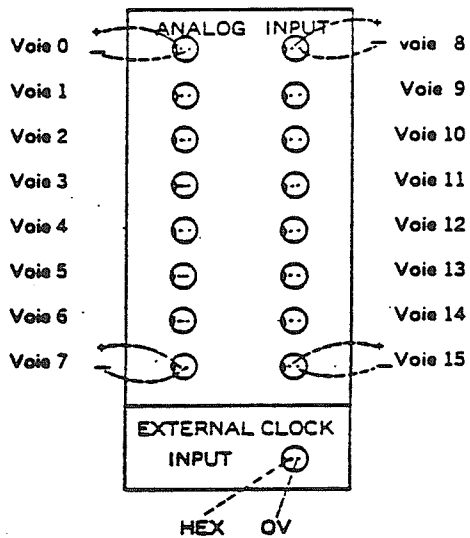 ANALOG INPUT
Voie 0 + − + − voie 8
Voie 1 Voie 9
Voie 2 Voie 10
Voie 3 Voie 11
Voie 4 Voie 12
Voie 5 Voie 13
Voie 6 Voie 14
Voie 7 + − + − Voie 15
EXTERNAL CLOCK
INPUT
HEX OV